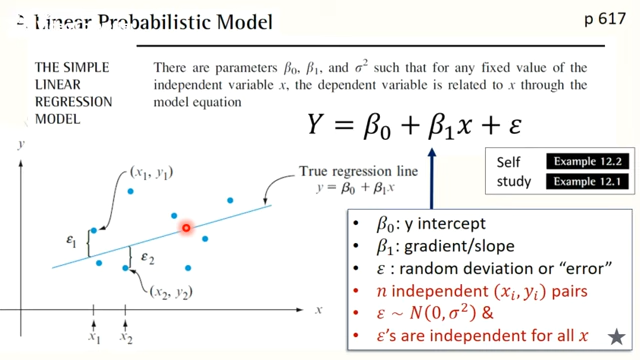 Linear Probabilistic Model
p 617
THE SIMPLE
LINEAR
REGRESSION
MODEL
There are parameters β₀, β₁, and σ² such that for any fixed value of the
independent variable x, the dependent variable is related to x through the
model equation
Y = β₀ + β₁x + ε
Self
study
Example 12.2
Example 12.1
y
(x₁, y₁)
True regression line
y = β₀ + β₁x
ε₁
ε₂
(x₂, y₂)
x
x₁
x₂
• β₀: y intercept
• β₁: gradient/slope
• ε : random deviation or “error”
• n independent (xᵢ, yᵢ) pairs
• ε ~ N(0, σ²) &
• ε’s are independent for all x